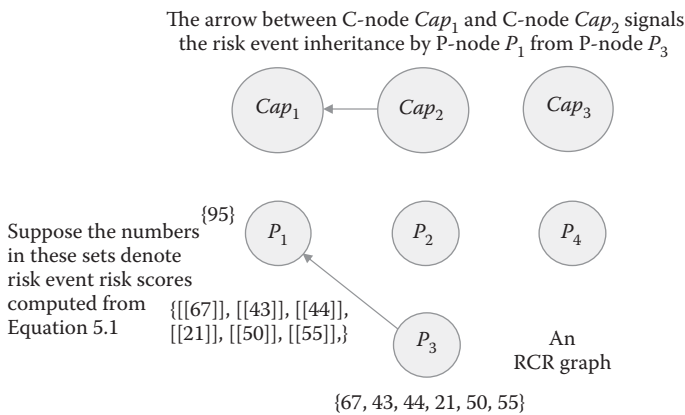 The arrow between C-node Cap₁ and C-node Cap₂ signals
the risk event inheritance by P-node P₁ from P-node P₃
Cap₁
Cap₂
Cap₃
{95}
P₁
P₂
P₄
Suppose the numbers
in these sets denote
risk event risk scores
computed from
Equation 5.1
{[[67]], [[43]], [[44]],
[[21]], [[50]], [[55]],}
P₃
An
RCR graph
{67, 43, 44, 21, 50, 55}